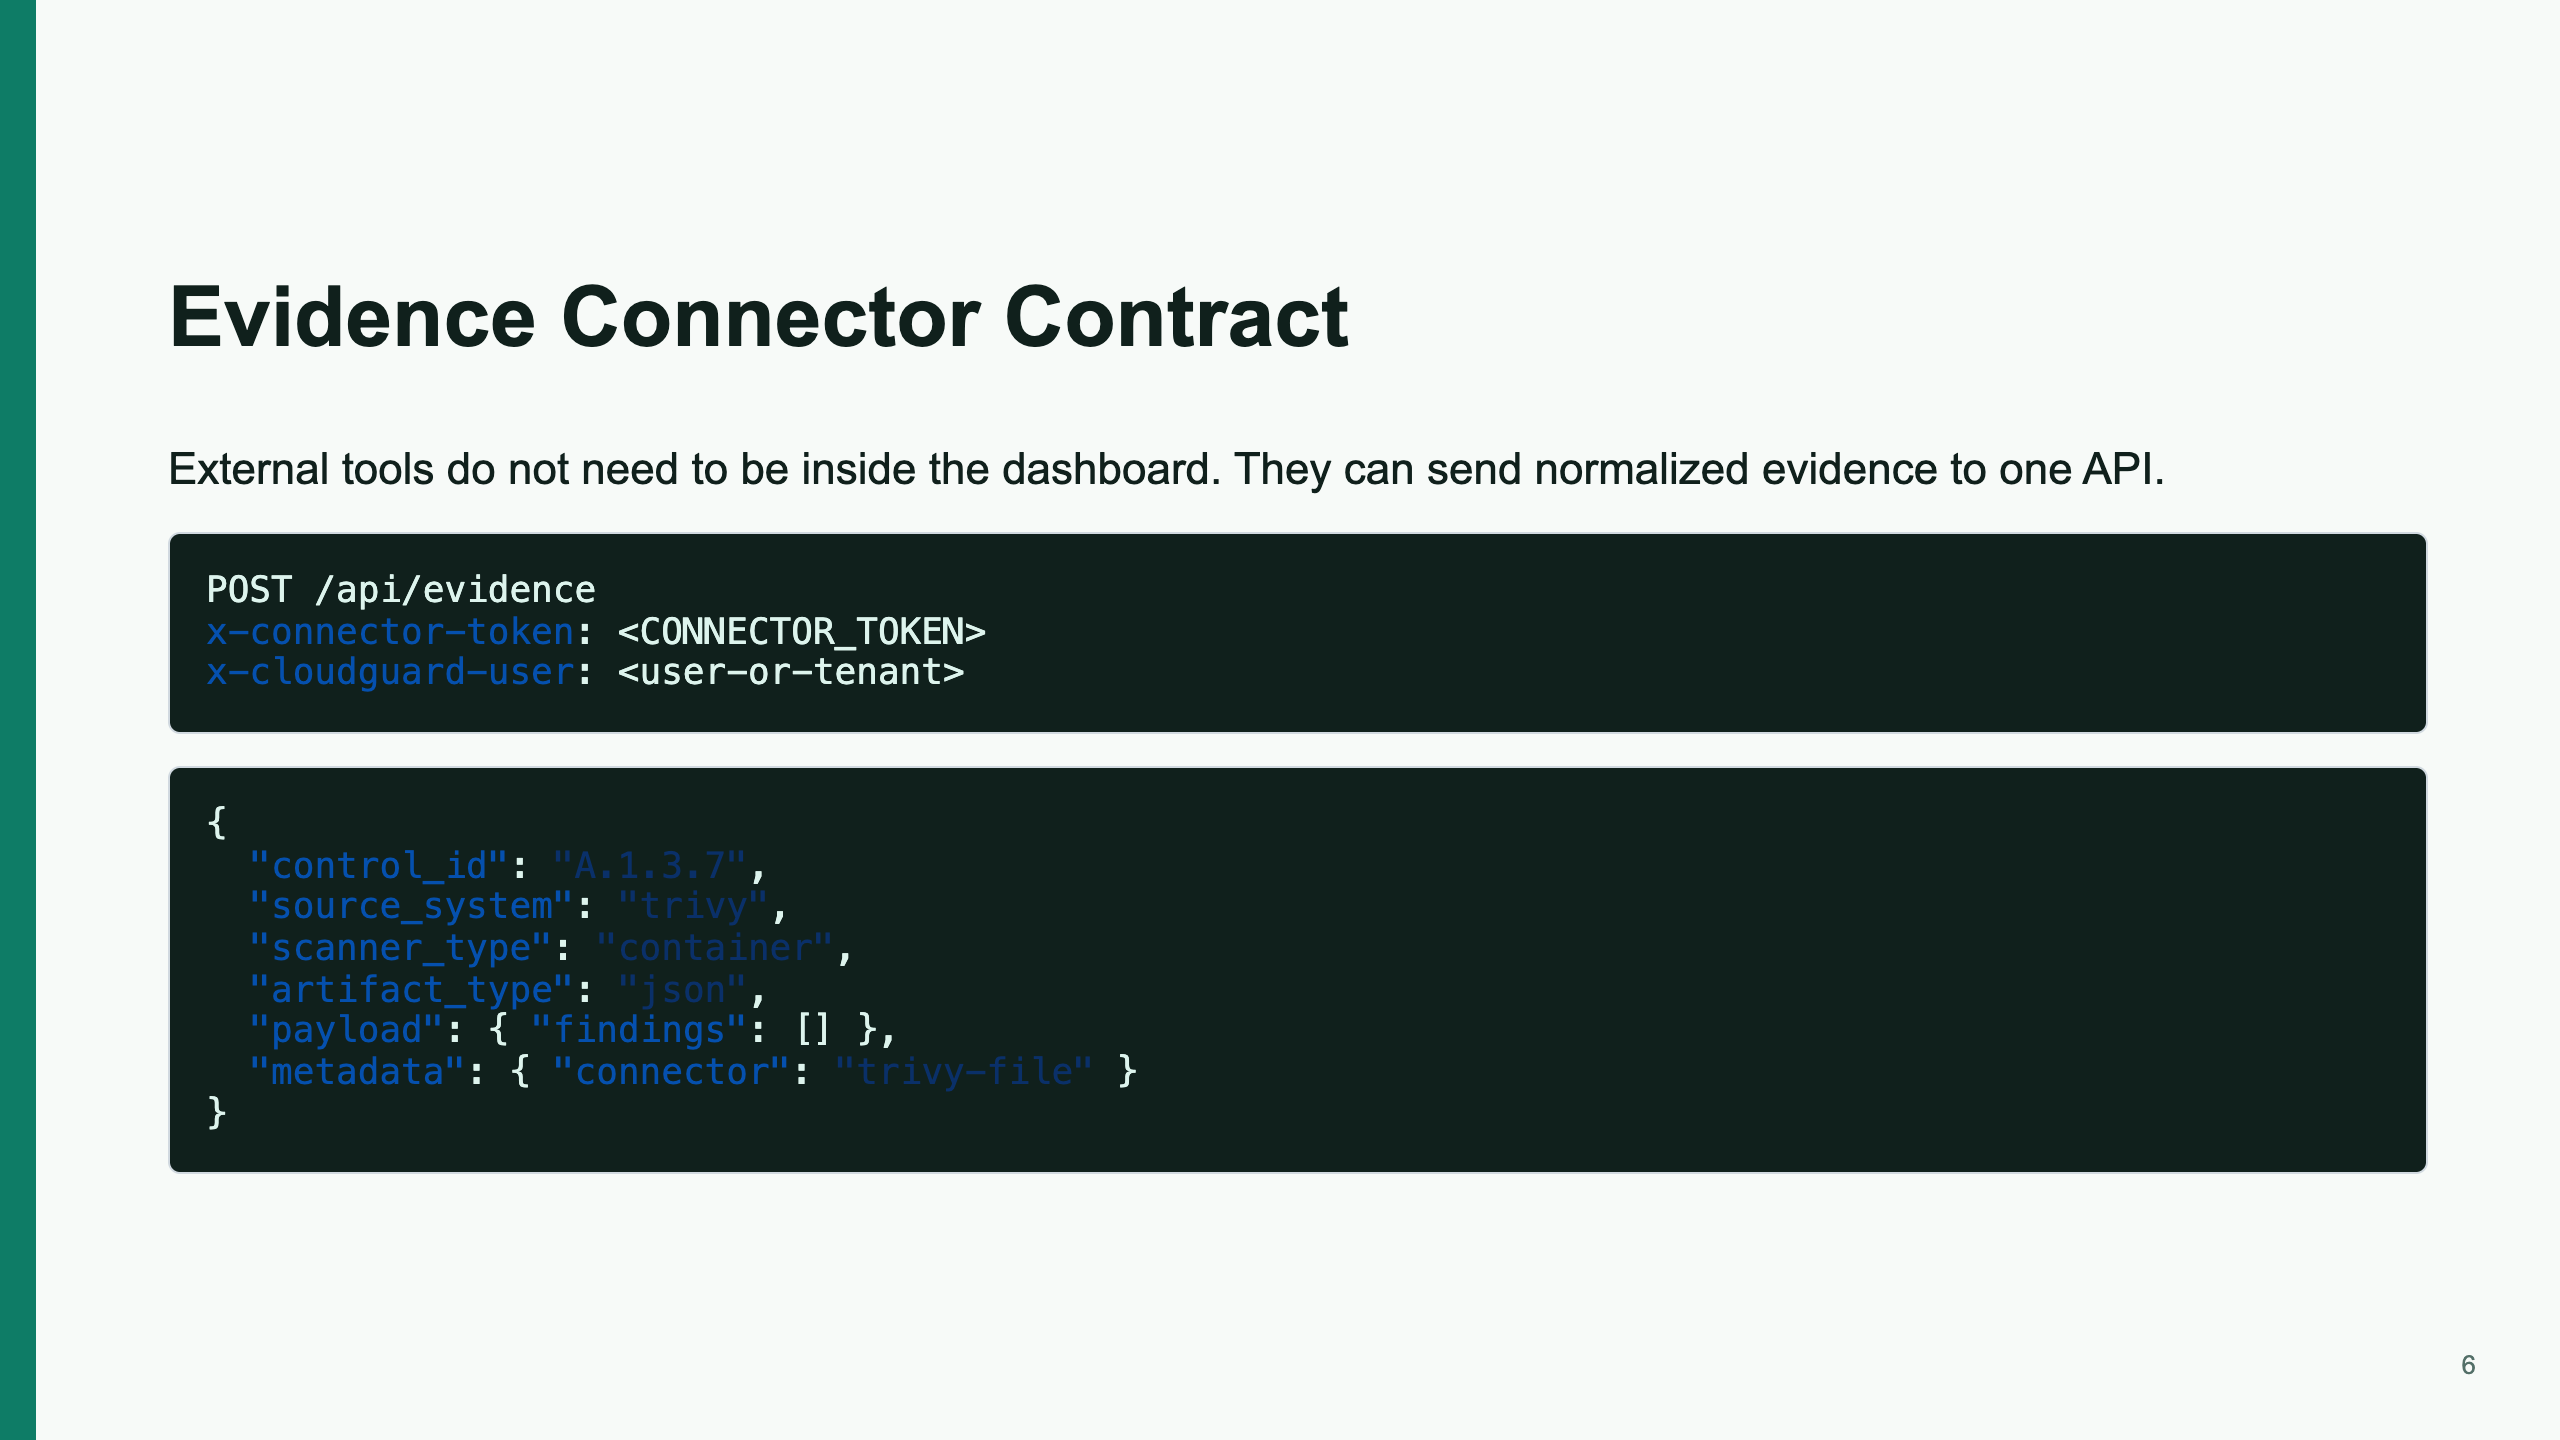 Evidence Connector Contract
External tools do not need to be inside the dashboard. They can send normalized evidence to one API.
POST /api/evidence
x-connector-token: <CONNECTOR_TOKEN>
x-cloudguard-user: <user-or-tenant>
{
  "control_id": "A.1.3.7",
  "source_system": "trivy",
  "scanner_type": "container",
  "artifact_type": "json",
  "payload": { "findings": [] },
  "metadata": { "connector": "trivy-file" }
}
6